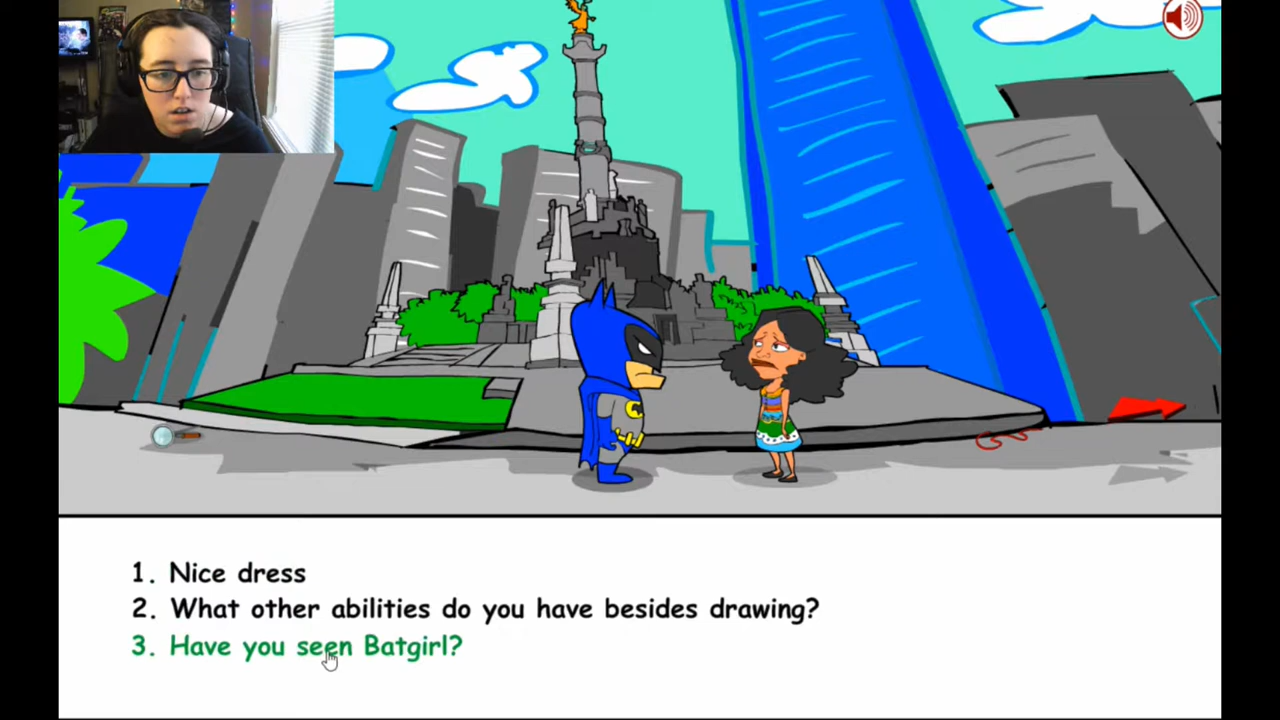 1. Nice dress
2. What other abilities do you have besides drawing?
3. Have you seen Batgirl?